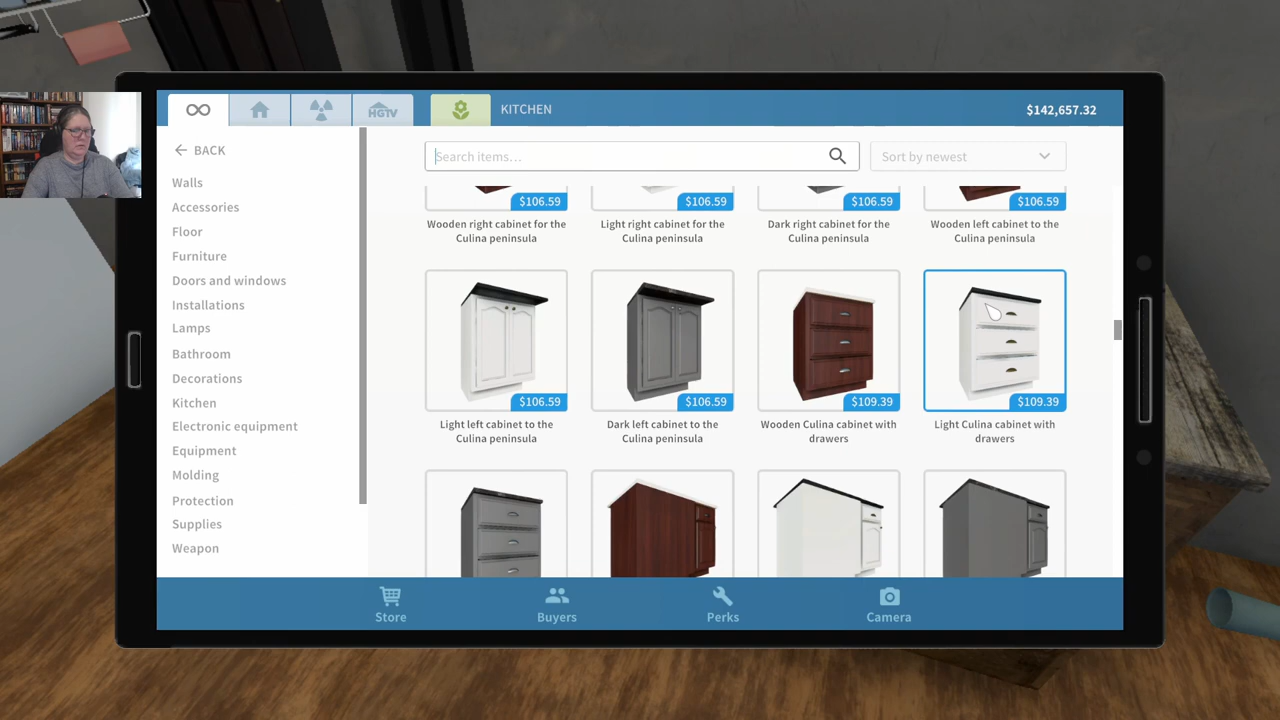 HGTV
KITCHEN
$142,657.32
BACK
Search items...
Sort by newest
Walls
Accessories
Floor
Furniture
Doors and windows
Installations
Lamps
Bathroom
Decorations
Kitchen
Electronic equipment
Equipment
Molding
Protection
Supplies
Weapon
$106.59
$106.59
$106.59
$106.59
Wooden right cabinet for the
Culina peninsula
Light right cabinet for the
Culina peninsula
Dark right cabinet for the
Culina peninsula
Wooden left cabinet to the
Culina peninsula
$106.59
$106.59
$109.39
$109.39
Light left cabinet to the
Culina peninsula
Dark left cabinet to the
Culina peninsula
Wooden Culina cabinet with
drawers
Light Culina cabinet with
drawers
Store
Buyers
Perks
Camera